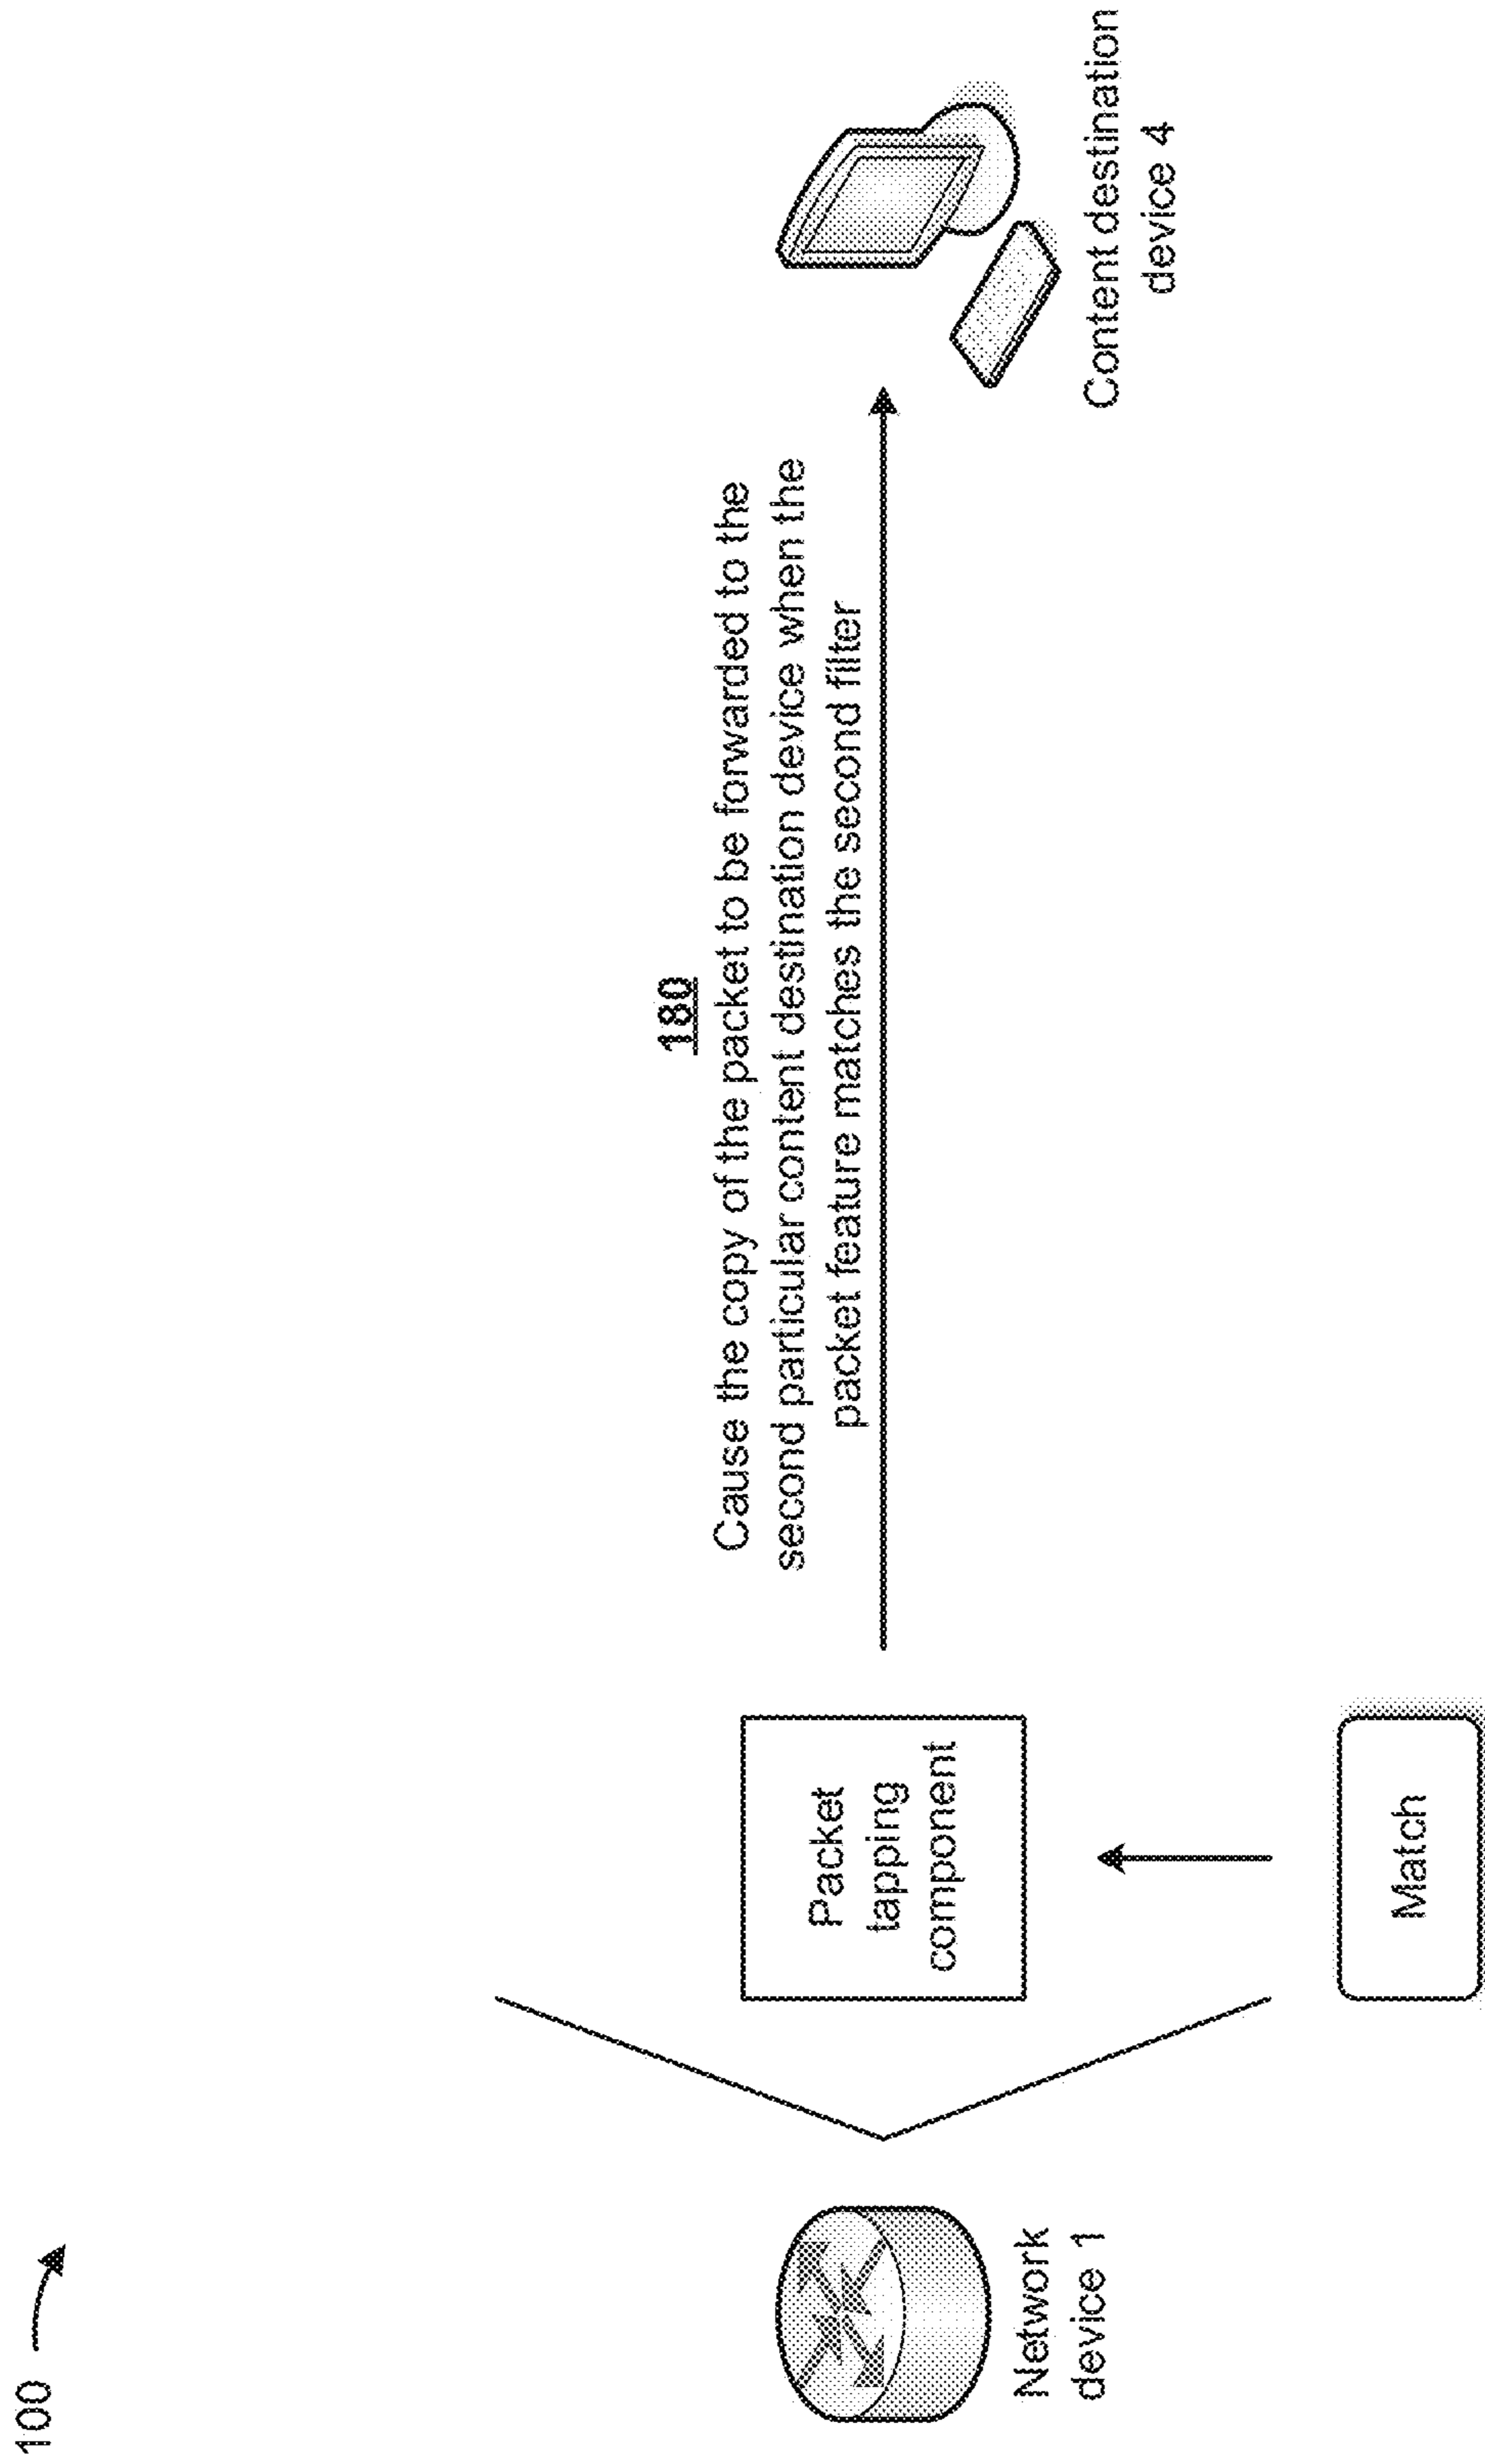 100
180
Cause the copy of the packet to be forwarded to the
second particular content destination device when the
packet feature matches the second filter
Network
device 1
Packet
tapping
component
Match
Content destination
device 4